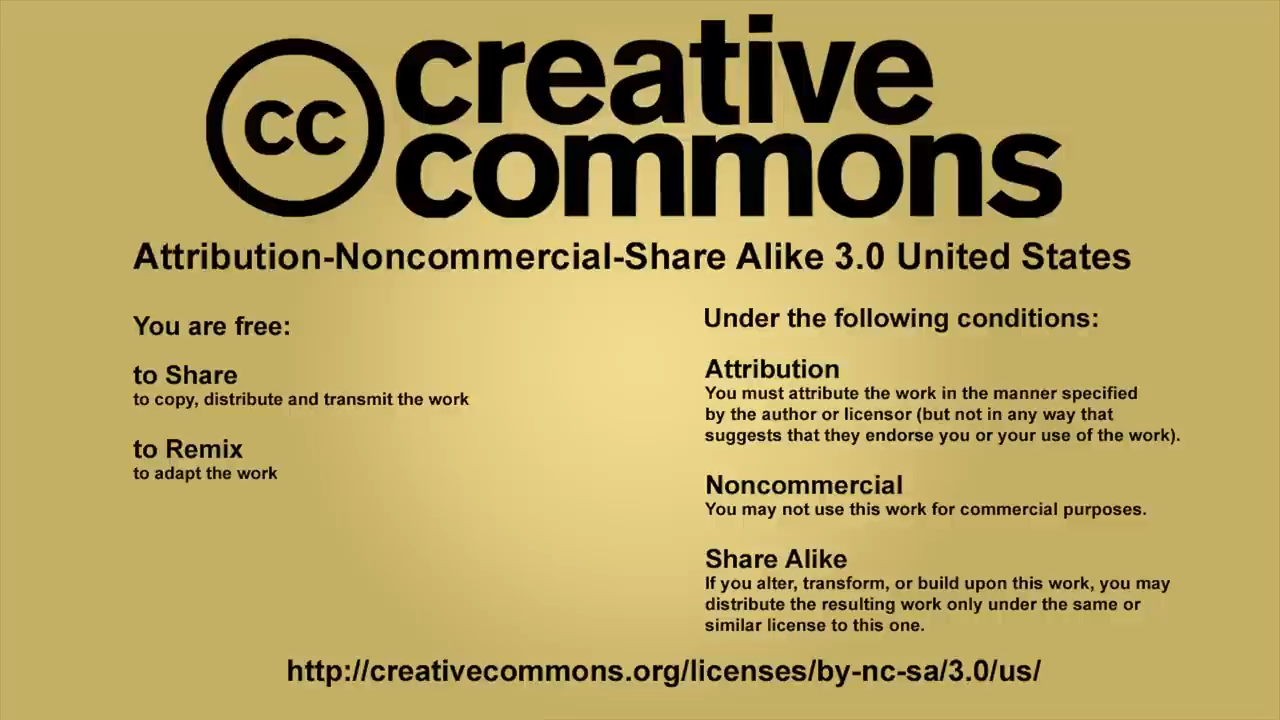 cc creative
commons
Attribution-Noncommercial-Share Alike 3.0 United States
You are free:
to Share
to copy, distribute and transmit the work
to Remix
to adapt the work
Under the following conditions:
Attribution
You must attribute the work in the manner specified
by the author or licensor (but not in any way that
suggests that they endorse you or your use of the work).
Noncommercial
You may not use this work for commercial purposes.
Share Alike
If you alter, transform, or build upon this work, you may
distribute the resulting work only under the same or
similar license to this one.
http://creativecommons.org/licenses/by-nc-sa/3.0/us/